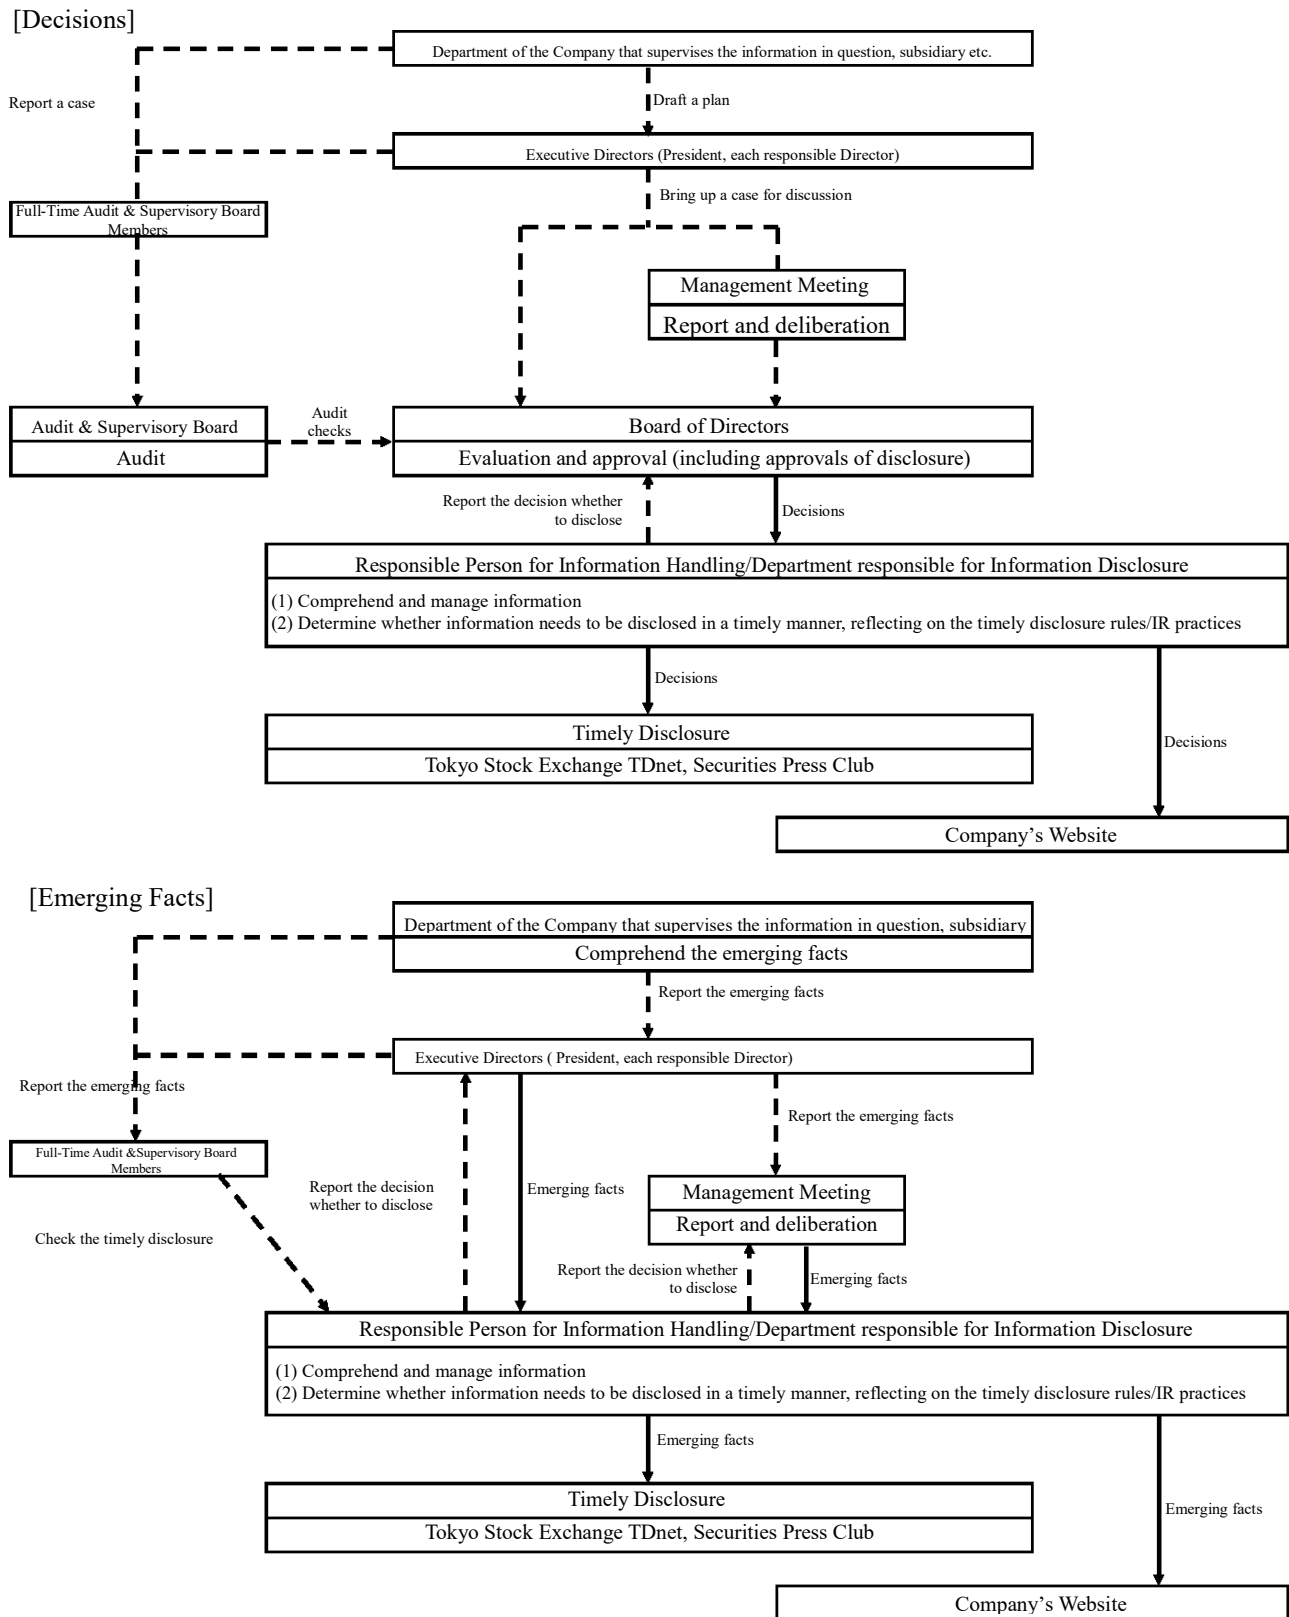 [Decisions]
Department of the Company that supervises the information in question, subsidiary etc.
Report a case
Draft a plan
Executive Directors (President, each responsible Director)
Bring up a case for discussion
Full-Time Audit & Supervisory Board
Members
Management Meeting
Report and deliberation
Audit & Supervisory Board
Audit
Audit
checks
Board of Directors
Evaluation and approval (including approvals of disclosure)
Report the decision whether
to disclose
Decisions
Responsible Person for Information Handling/Department responsible for Information Disclosure
(1) Comprehend and manage information
(2) Determine whether information needs to be disclosed in a timely manner, reflecting on the timely disclosure rules/IR practices
Decisions
Timely Disclosure
Tokyo Stock Exchange TDnet, Securities Press Club
Decisions
Company’s Website
[Emerging Facts]
Department of the Company that supervises the information in question, subsidiary
Comprehend the emerging facts
Report the emerging facts
Executive Directors ( President, each responsible Director)
Report the emerging facts
Report the emerging facts
Full-Time Audit &Supervisory Board
Members
Report the decision
whether to disclose
Emerging facts
Management Meeting
Report and deliberation
Check the timely disclosure
Report the decision whether
to disclose
Emerging facts
Responsible Person for Information Handling/Department responsible for Information Disclosure
(1) Comprehend and manage information
(2) Determine whether information needs to be disclosed in a timely manner, reflecting on the timely disclosure rules/IR practices
Emerging facts
Timely Disclosure
Tokyo Stock Exchange TDnet, Securities Press Club
Emerging facts
Company’s Website